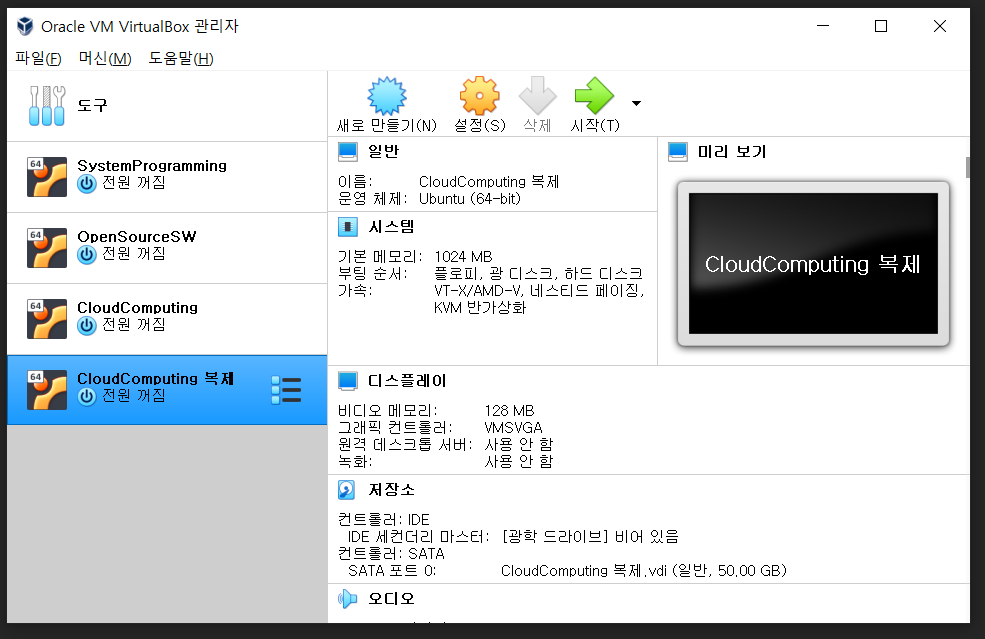 Oracle VM VirtualBox 관리자
파일(F) 머신(M) 도움말(H)
도구
64
SystemProgramming
전원 꺼짐
64
OpenSourceSW
전원 꺼짐
64
CloudComputing
전원 꺼짐
64
CloudComputing 복제
전원 꺼짐
새로 만들기(N) 설정(S) 삭제 시작(T)
일반
이름: CloudComputing 복제
운영 체제: Ubuntu (64-bit)
시스템
기본 메모리: 1024 MB
부팅 순서: 플로피, 광 디스크, 하드 디스크
가속: VT-X/AMD-V, 네스티드 페이징,
KVM 반가상화
미리 보기
CloudComputing 복제
디스플레이
비디오 메모리: 128 MB
그래픽 컨트롤러: VMSVGA
원격 데스크톱 서버: 사용 안 함
녹화: 사용 안 함
저장소
컨트롤러: IDE
IDE 세컨더리 마스터: [광학 드라이브] 비어 있음
컨트롤러: SATA
SATA 포트 0: CloudComputing 복제.vdi (일반, 50.00 GB)
오디오